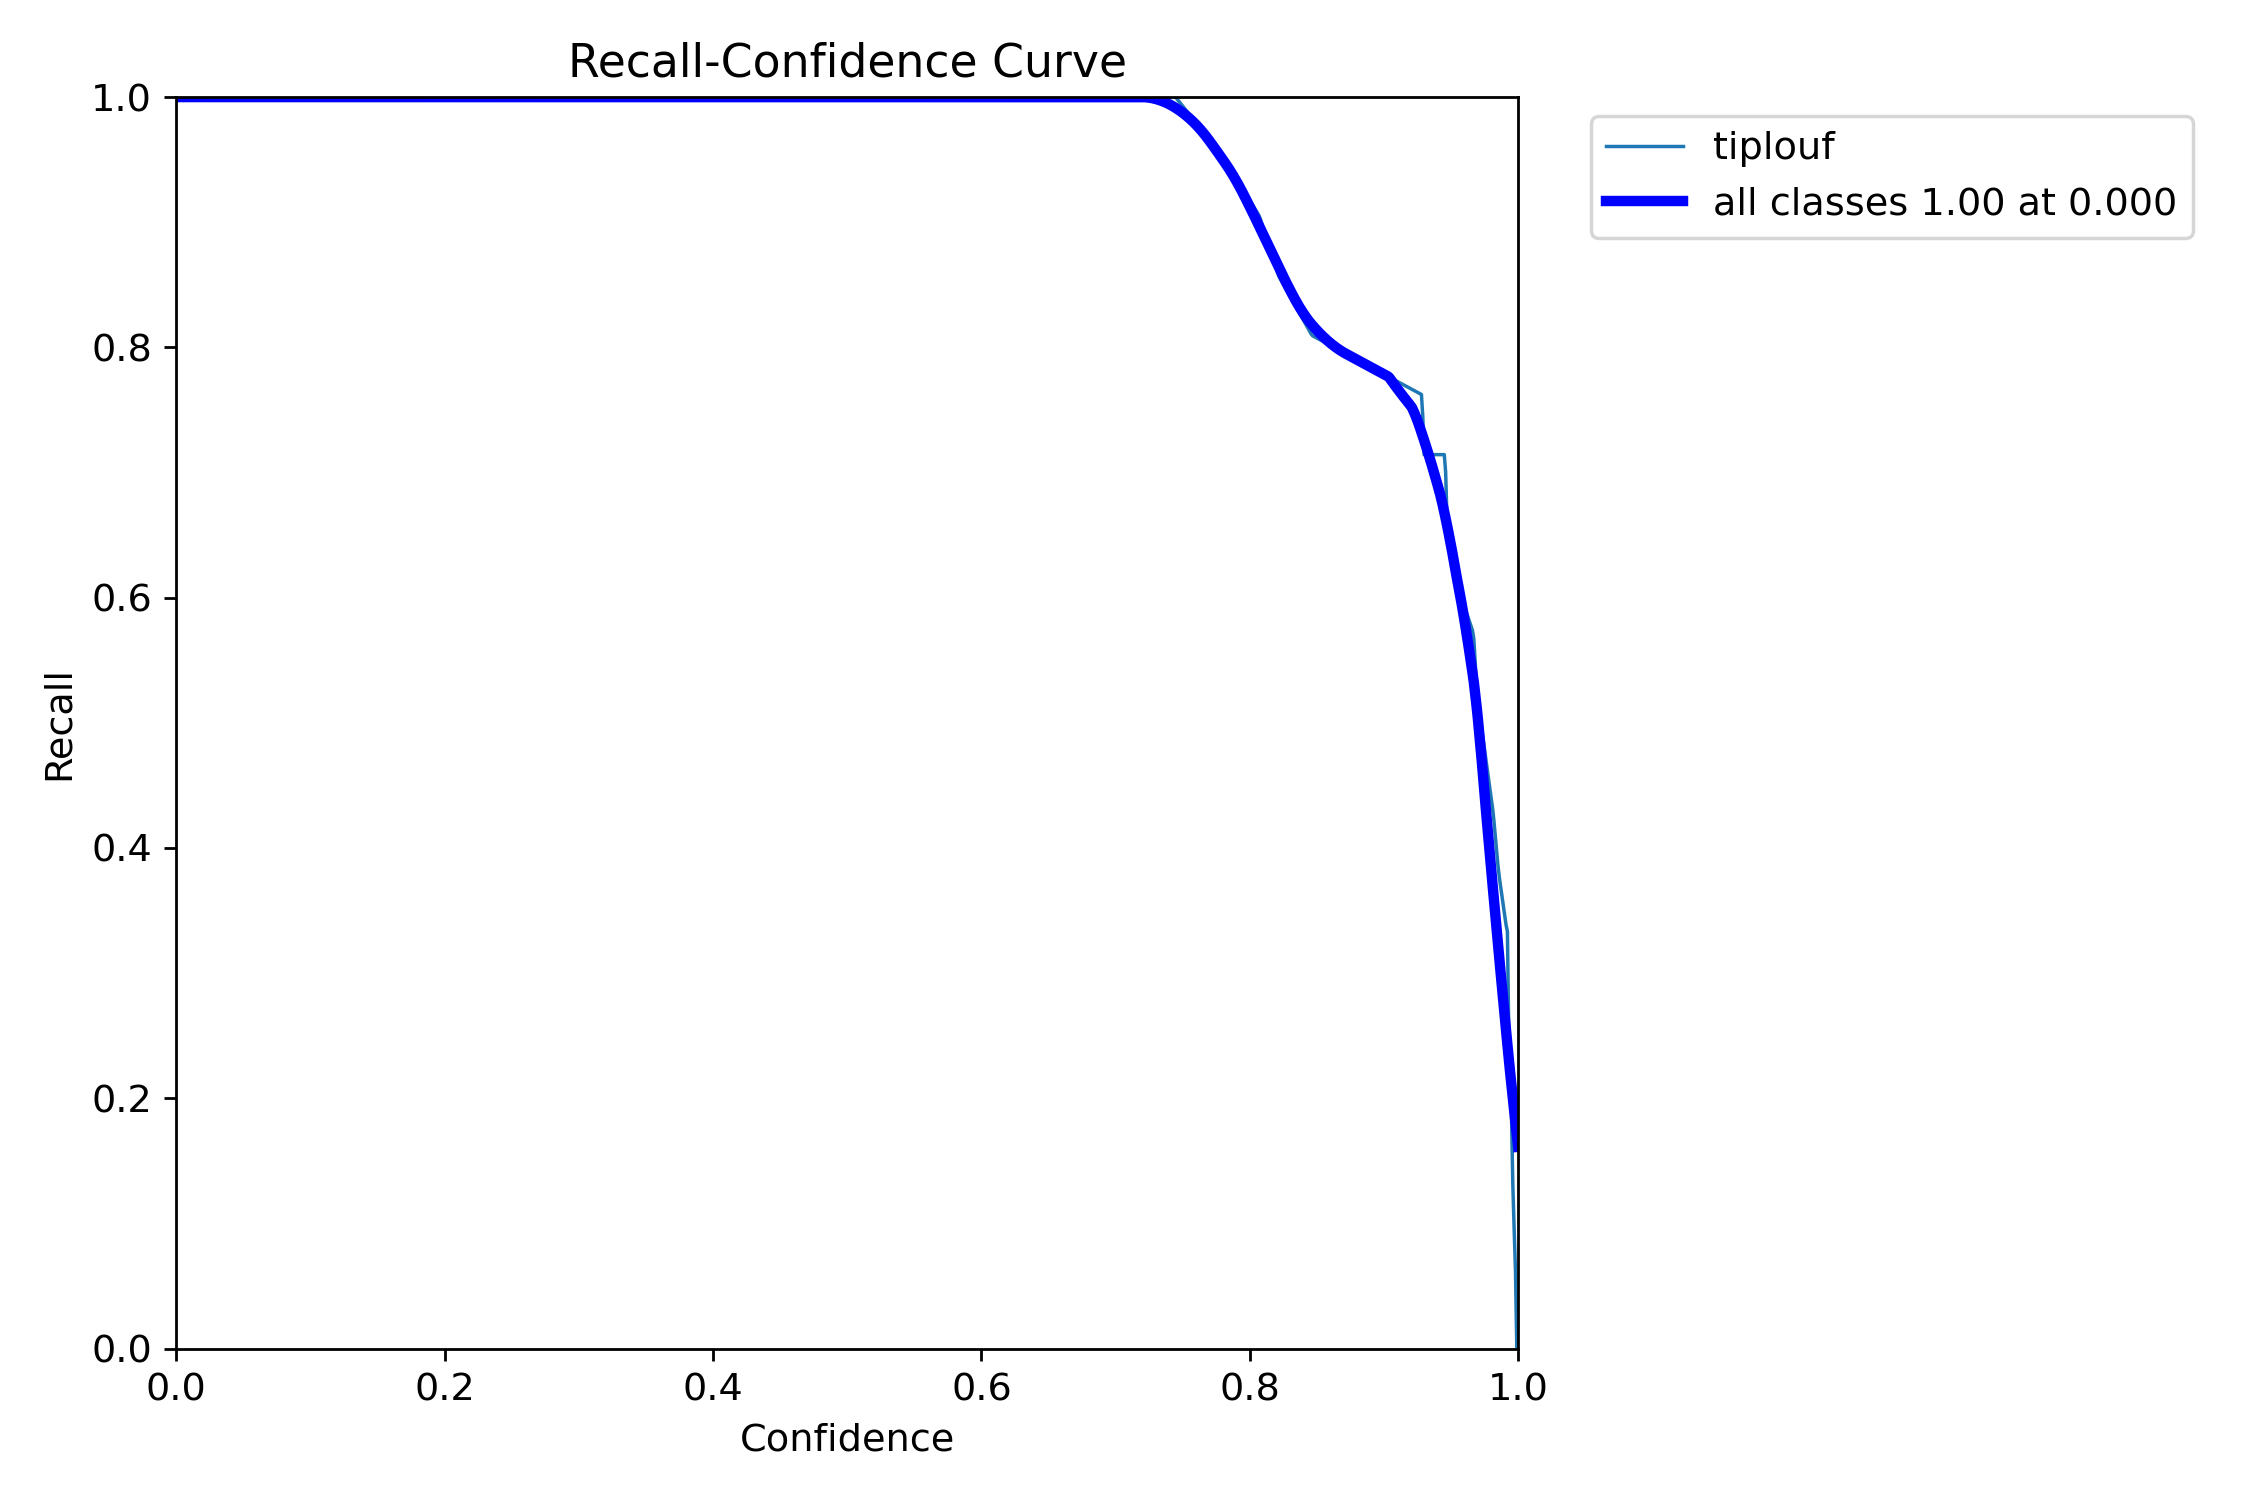 Recall-Confidence Curve
1.0
0.8
0.6
0.4
0.2
0.0
Recall
0.0 0.2 0.4 0.6 0.8 1.0
Confidence
tiplouf
all classes 1.00 at 0.000